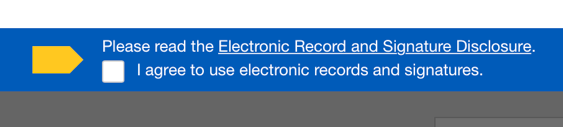 Please read the Electronic Record and Signature Disclosure.
I agree to use electronic records and signatures.